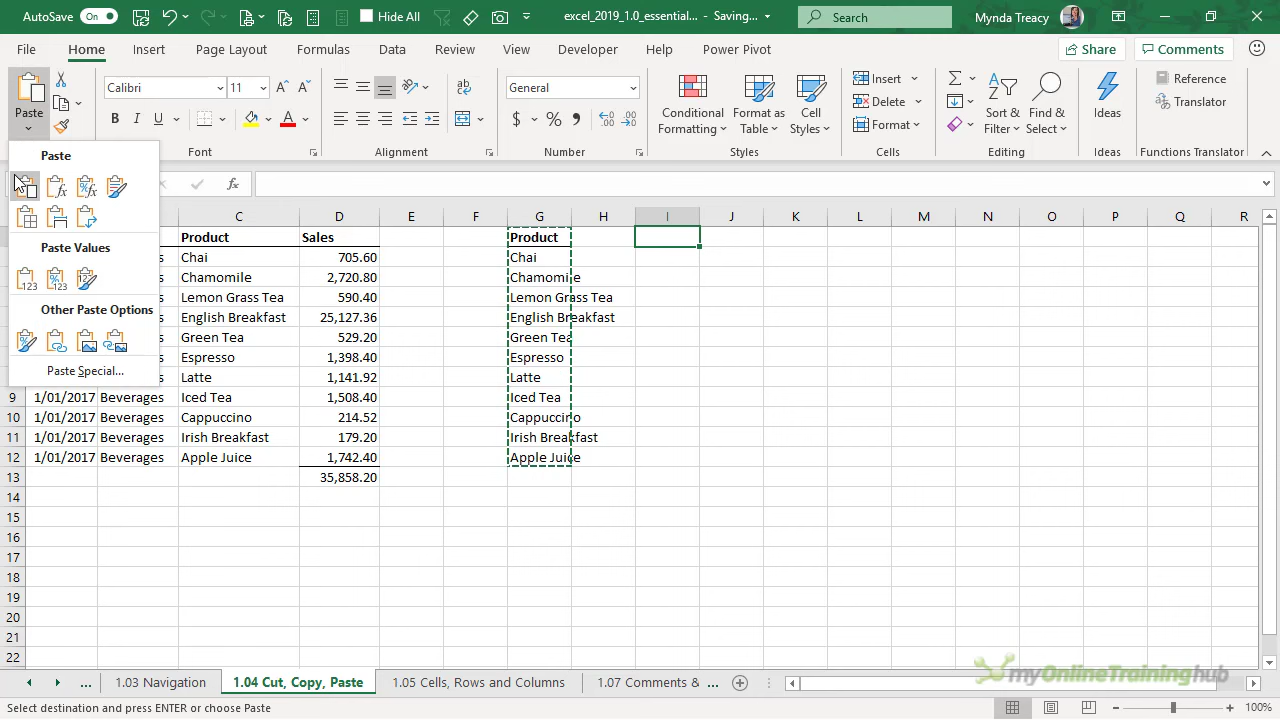 AutoSave On Hide All excel_2019_1.0_essential... - Saving... Search Mynda Treacy
File Home Insert Page Layout Formulas Data Review View Developer Help Power Pivot Share Comments
Paste
Calibri 11
B I U A
Font
Alignment
General
$ %
Number
Conditional Formatting
Format as Table
Cell Styles
Styles
Insert
Delete
Format
Cells
Sort & Filter
Find & Select
Editing
Ideas
Ideas
Reference
Translator
Functions Translator
Paste
Paste Values
Other Paste Options
Paste Special...
fx
C D E F G H I J K L M N O P Q R
Product Sales Product
Chai 705.60 Chai
Chamomile 2,720.80 Chamomile
Lemon Grass Tea 590.40 Lemon Grass Tea
English Breakfast 25,127.36 English Breakfast
Green Tea 529.20 Green Tea
Espresso 1,398.40 Espresso
Latte 1,141.92 Latte
9 1/01/2017 Beverages Iced Tea 1,508.40 Iced Tea
10 1/01/2017 Beverages Cappuccino 214.52 Cappuccino
11 1/01/2017 Beverages Irish Breakfast 179.20 Irish Breakfast
12 1/01/2017 Beverages Apple Juice 1,742.40 Apple Juice
13 35,858.20
14
15
16
17
18
19
20
21
22
myOnlineTraininghub
... 1.03 Navigation 1.04 Cut, Copy, Paste 1.05 Cells, Rows and Columns 1.07 Comments & ...
Select destination and press ENTER or choose Paste 100%